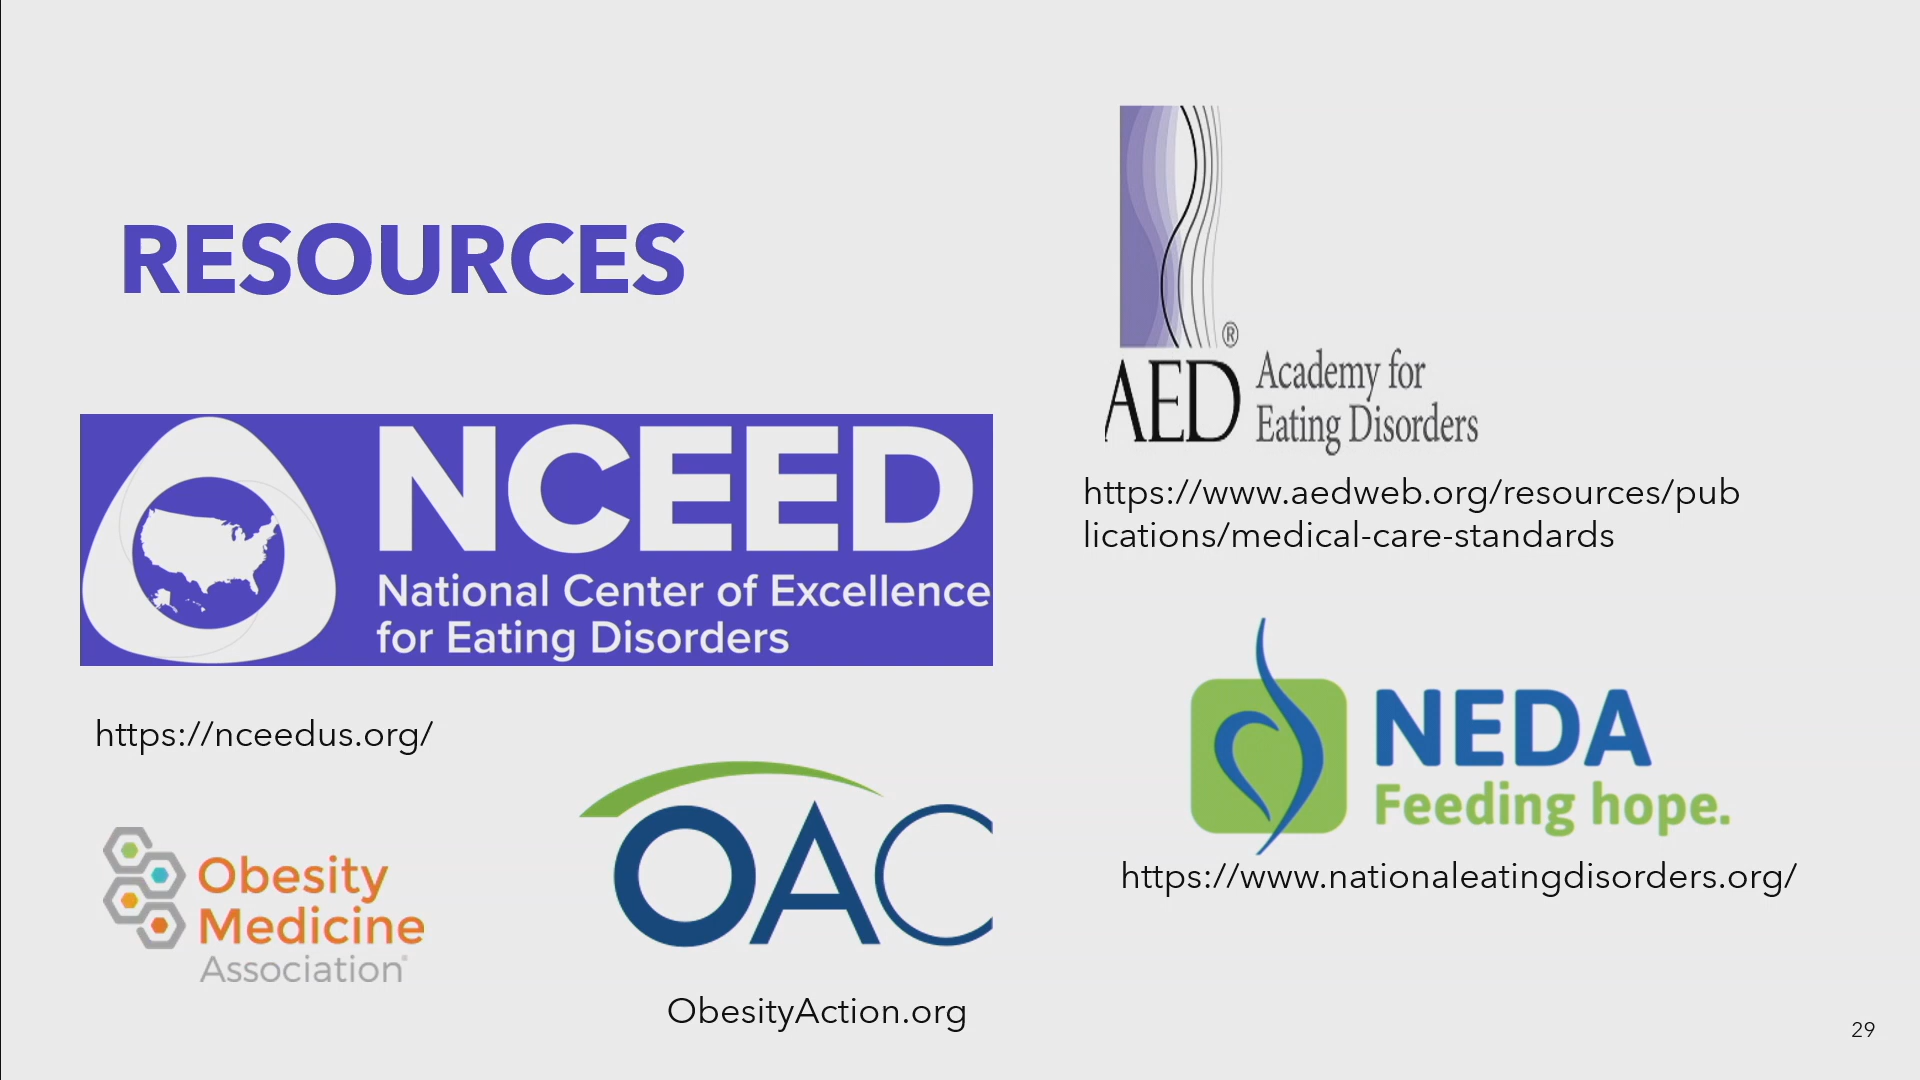 RESOURCES
NCEED
National Center of Excellence
for Eating Disorders
https://nceedus.org/
Obesity
Medicine
Association®
OAC
ObesityAction.org
®
AED
Academy for
Eating Disorders
https://www.aedweb.org/resources/pub
lications/medical-care-standards
NEDA
Feeding hope.
https://www.nationaleatingdisorders.org/
29